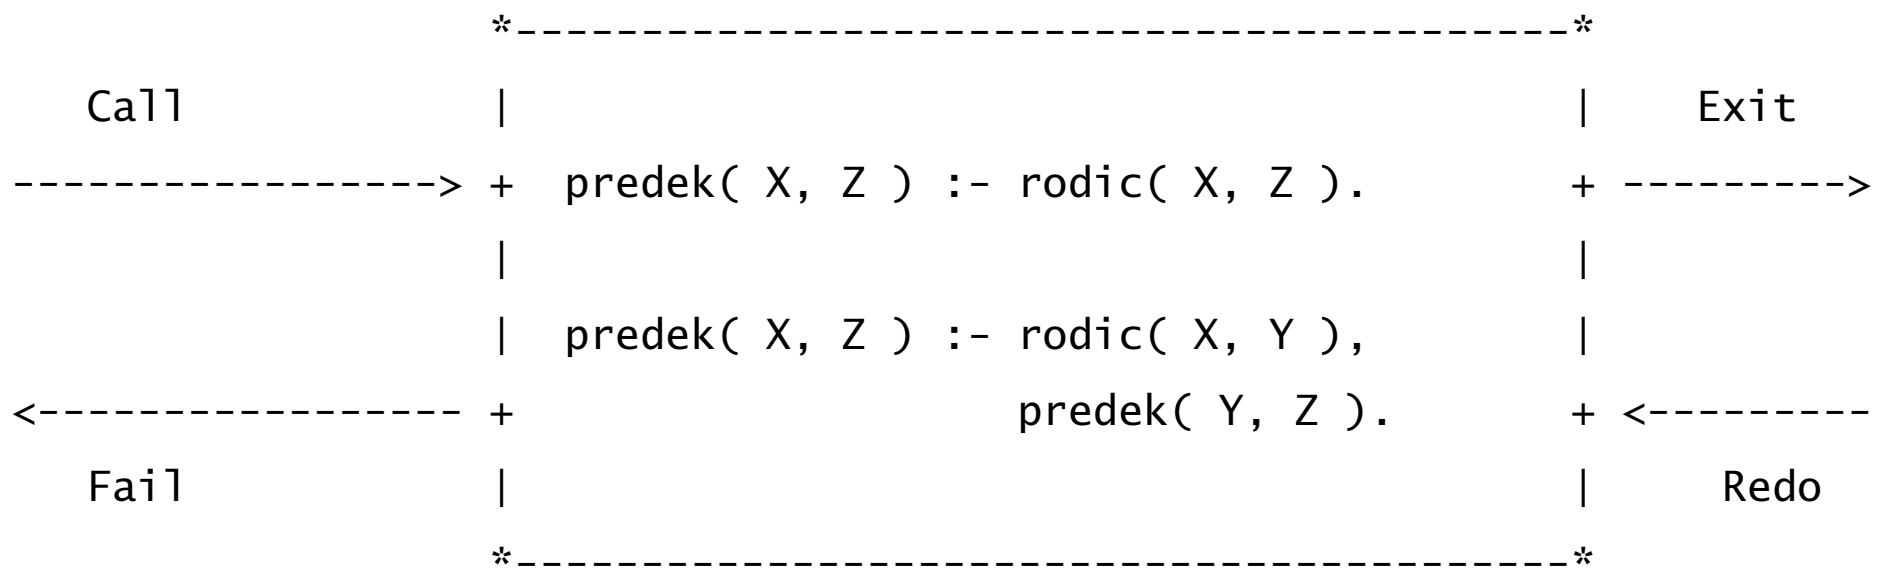 *------------------------------------------*
Call | | Exit
-----------------> + predek( X, Z ) :- rodic( X, Z ). + --------->
| |
| predek( X, Z ) :- rodic( X, Y ), |
<----------------- + predek( Y, Z ). + <---------
Fail | | Redo
*------------------------------------------*